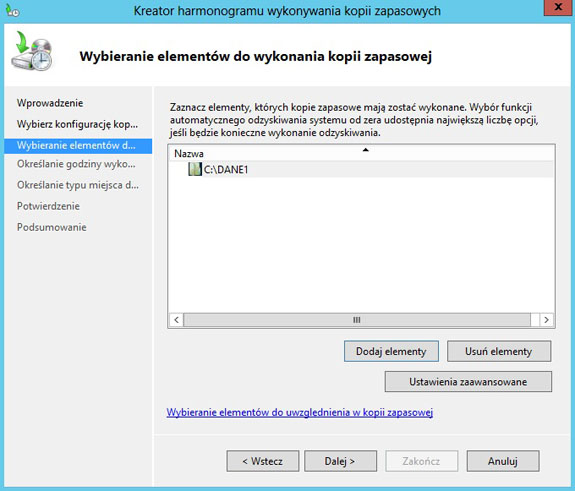 Kreator harmonogramu wykonywania kopii zapasowych
x
Wybieranie elementów do wykonania kopii zapasowej
Wprowadzenie
Wybierz konfigurację kop...
Wybieranie elementów d...
Określanie godziny wyko...
Określanie typu miejsca d...
Potwierdzenie
Podsumowanie
Zaznacz elementy, których kopie zapasowe mają zostać wykonane. Wybór funkcji
automatycznego odzyskiwania systemu od zera udostępnia największą liczbę opcji,
jeśli będzie konieczne wykonanie odzyskiwania.
Nazwa
C:\DANE1
Dodaj elementy
Usuń elementy
Ustawienia zaawansowane
Wybieranie elementów do uwzględnienia w kopii zapasowej
< Wstecz
Dalej >
Zakończ
Anuluj